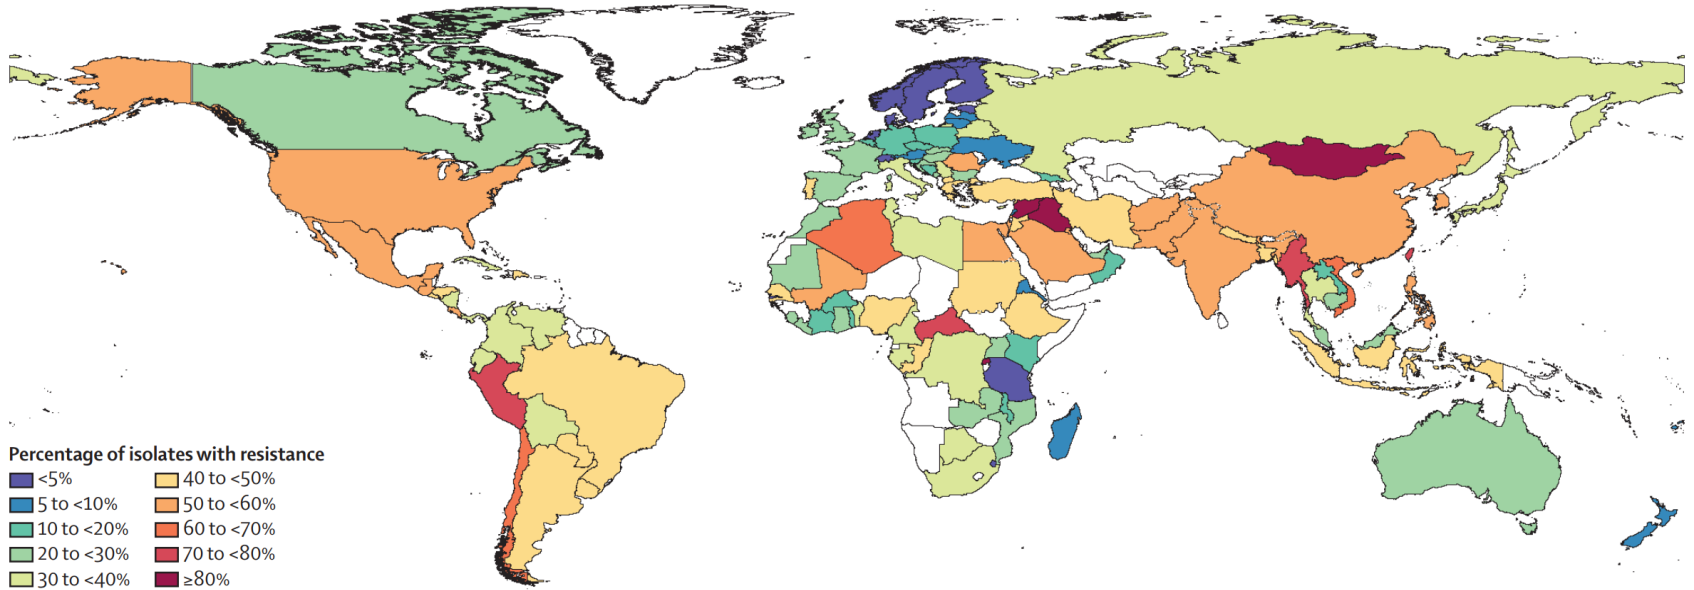 Percentage of isolates with resistance
<5%
5 to <10%
10 to <20%
20 to <30%
30 to <40%
40 to <50%
50 to <60%
60 to <70%
70 to <80%
≥80%